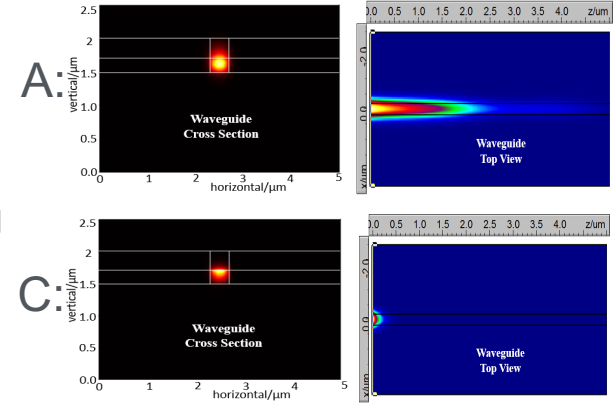 A:
2.5
2
1.5
1.0
0.5
0.0
vertical/µm
Waveguide
Cross Section
0 1 2 3 4 5
horizontal/µm
0.0 0.5 1.0 1.5 2.0 2.5 3.0 3.5 4.0 z/um
-2.0
0.0
x/um
Waveguide
Top View
C:
2.5
2
1.5
1.0
0.5
0.0
vertical/µm
Waveguide
Cross Section
0 1 2 3 4 5
horizontal/µm
0.0 0.5 1.0 1.5 2.0 2.5 3.0 3.5 4.0 z/um
-2.0
0.0
x/um
Waveguide
Top View